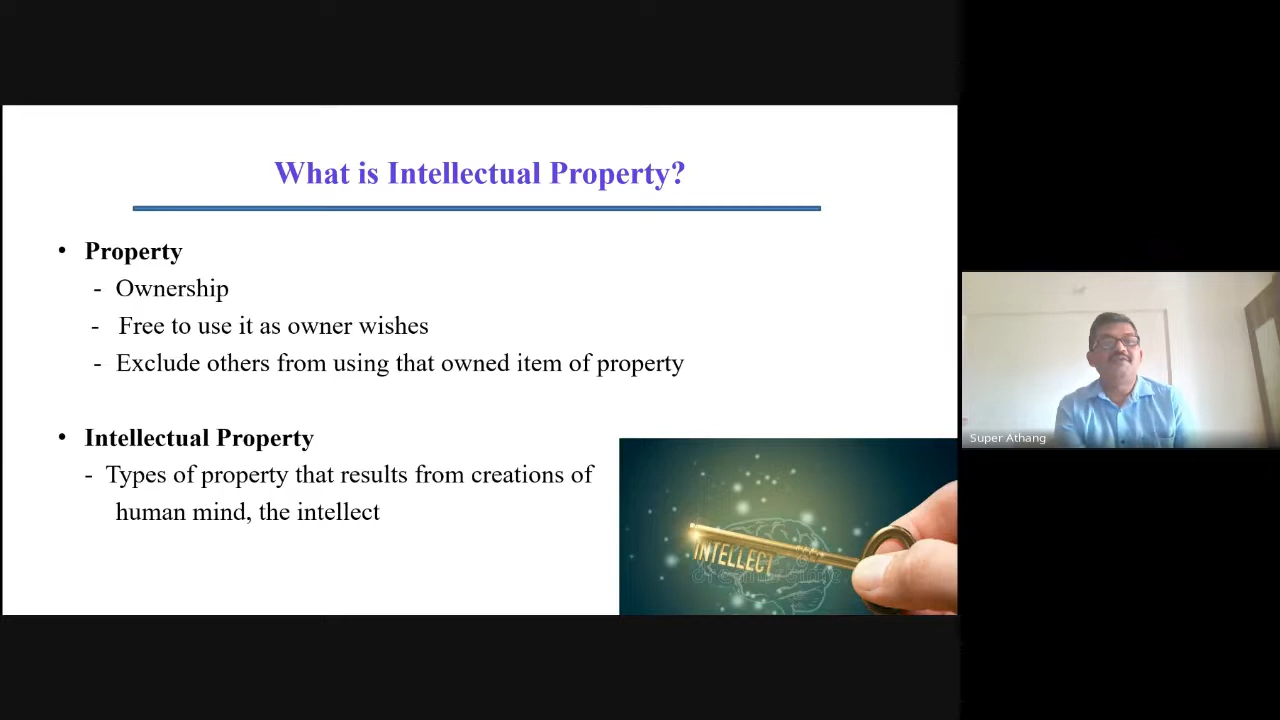 What is Intellectual Property?
• Property
- Ownership
- Free to use it as owner wishes
- Exclude others from using that owned item of property
• Intellectual Property
- Types of property that results from creations of
human mind, the intellect
INTELLECT
Super Athang